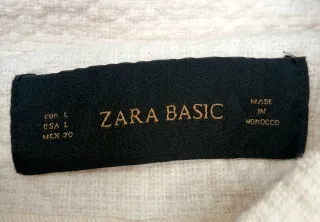 EUR L
USA L
MEX 30
ZARA BASIC
MADE
IN
MOROCCO